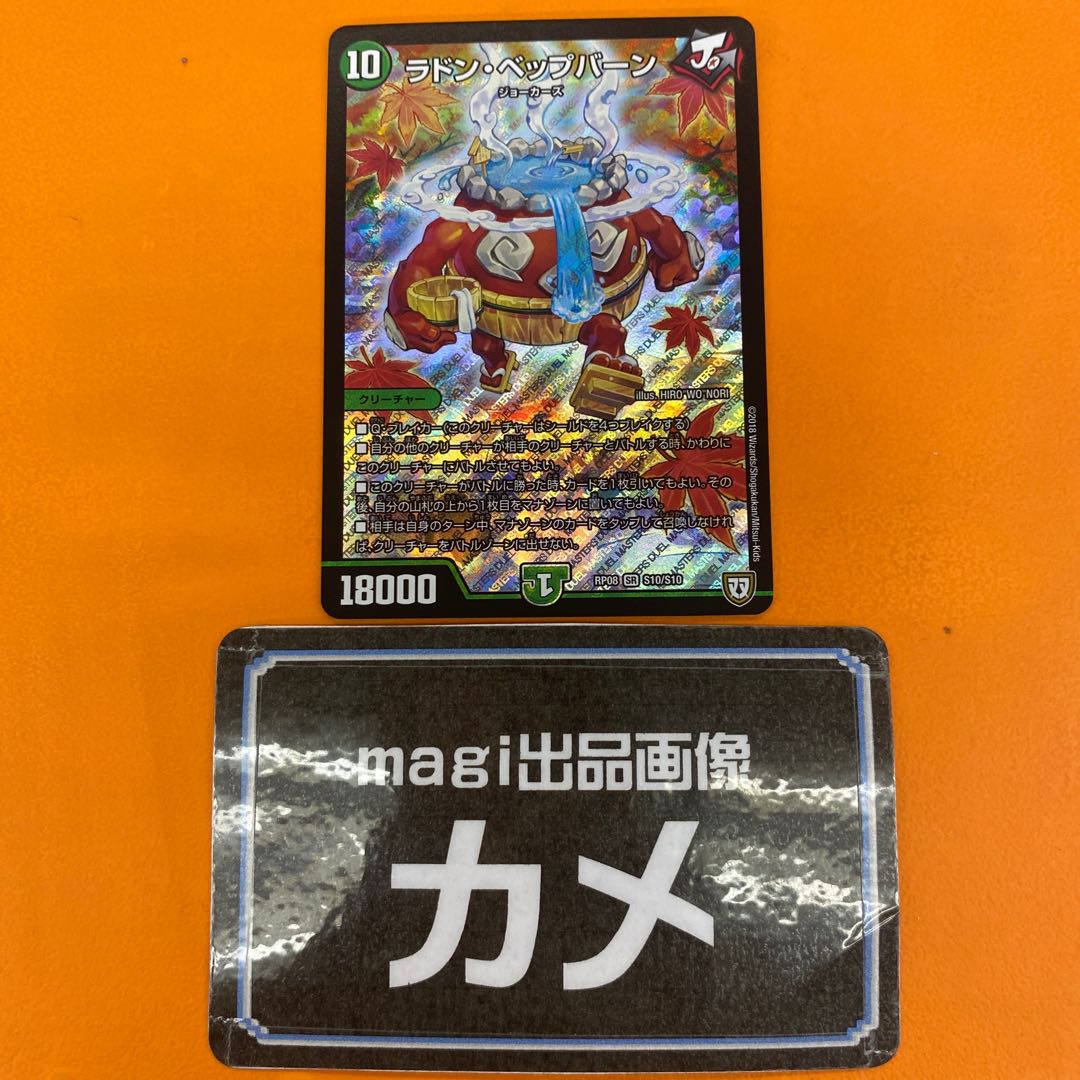 10
ラドン・ベップバーン
ジョーカーズ
J
クリーチャー
illus. HIRO WO NORI
■Q・ブレイカー(このクリーチャーはシールドを4つブレイクする)
■自分の他のクリーチャーが相手のクリーチャーとバトルする時、かわりに
このクリーチャーにバトルさせてもよい。
■このクリーチャーがバトルに勝った時、カードを1枚引いてもよい。その
後、自分の山札の上から1枚目をマナゾーンに置いてもよい。
■相手は自身のターン中、マナゾーンのカードをタップして召喚しなけれ
ば、クリーチャーをバトルゾーンに出せない。
©2018 Wizards/Shogakukan/Mitsui-Kids
18000
1
RP08 SR S10/S10
magi出品画像
カメ